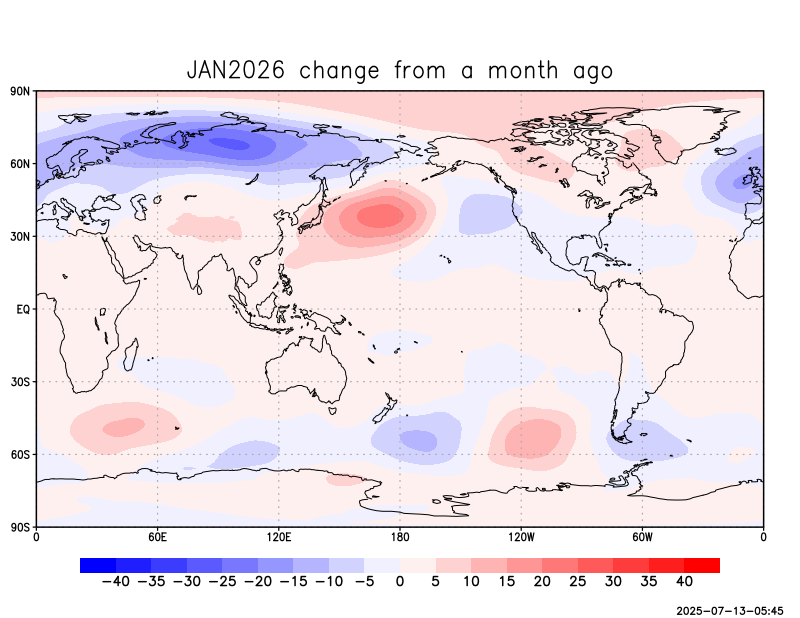 JAN2026 change from a month ago
90N
60N
30N
EQ
30S
60S
90S
0 60E 120E 180 120W 60W 0
−40 −35 −30 −25 −20 −15 −10 −5 0 5 10 15 20 25 30 35 40
2025-07-13-05:45